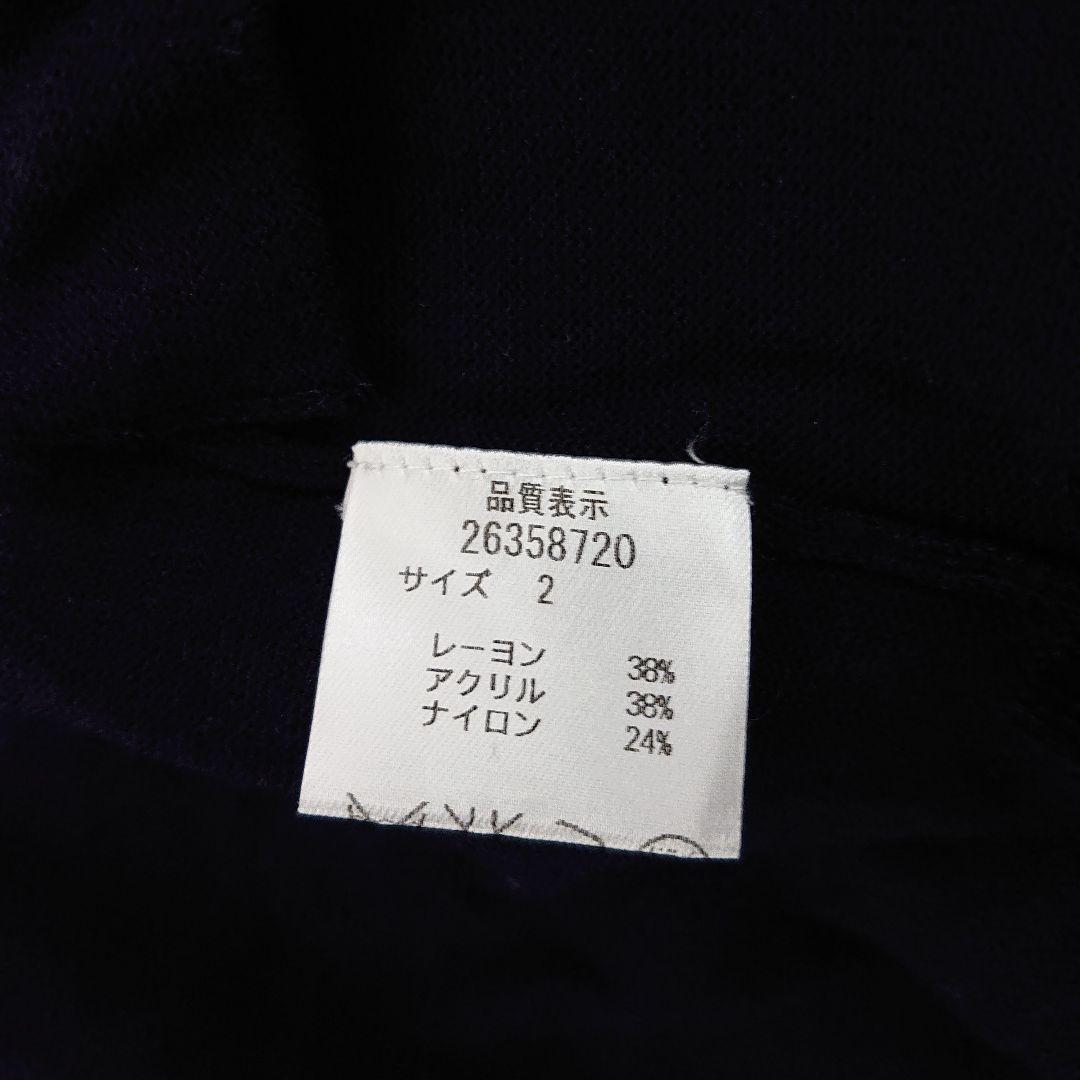 品質表示
26358720
サイズ 2
レーヨン 38%
アクリル 38%
ナイロン 24%